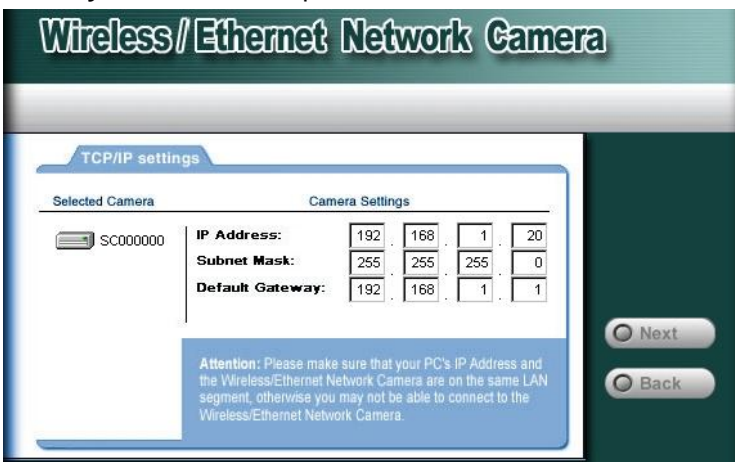 Wireless/Ethernet Network Camera
TCP/IP settings
Selected Camera Camera Settings
SC000000
IP Address: 192 . 168 . 1 . 20
Subnet Mask: 255 . 255 . 255 . 0
Default Gateway: 192 . 168 . 1 . 1
Next
Attention: Please make sure that your PC's IP Address and
the Wireless/Ethernet Network Camera are on the same LAN
segment, otherwise you may not be able to connect to the
Wireless/Ethernet Network Camera.
Back